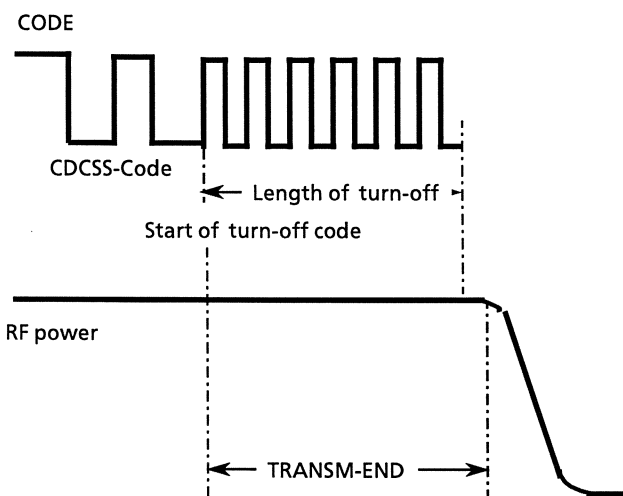 CODE
CDCSS-Code
Length of turn-off
Start of turn-off code
RF power
TRANSM-END